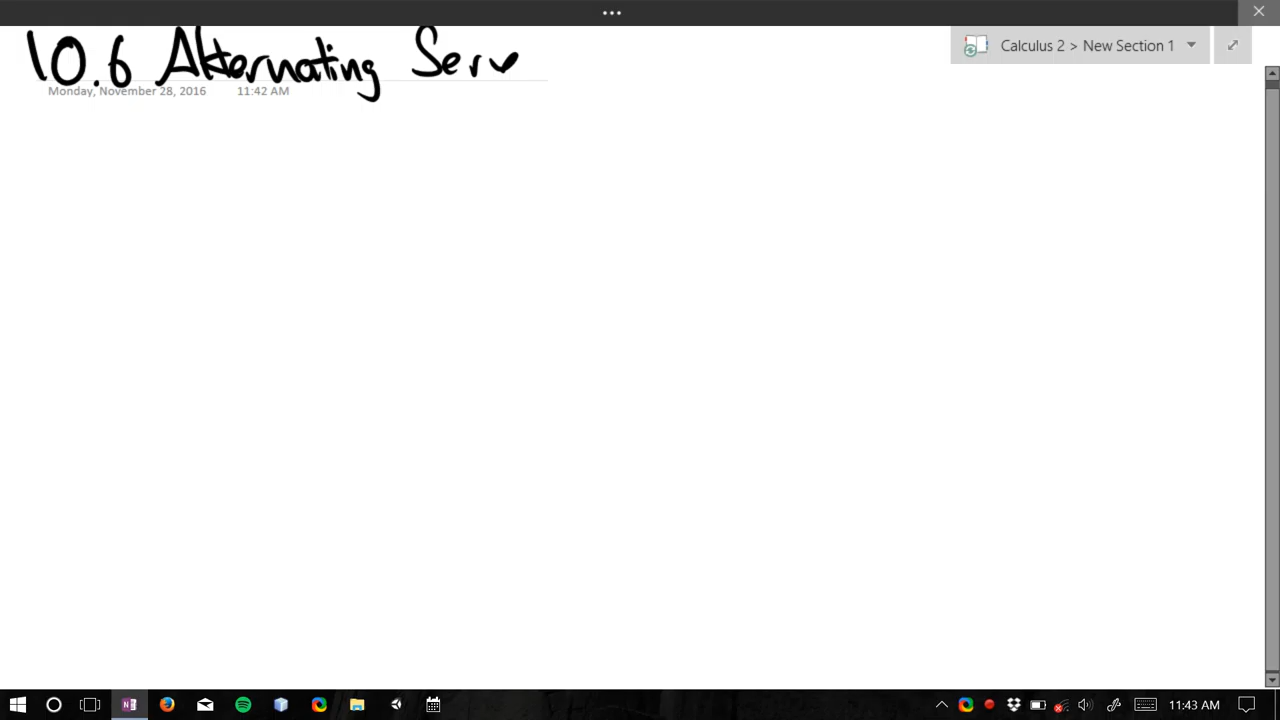 10.6 Alternating Ser
Calculus 2 > New Section 1
Monday, November 28, 2016 11:42 AM
11:43 AM